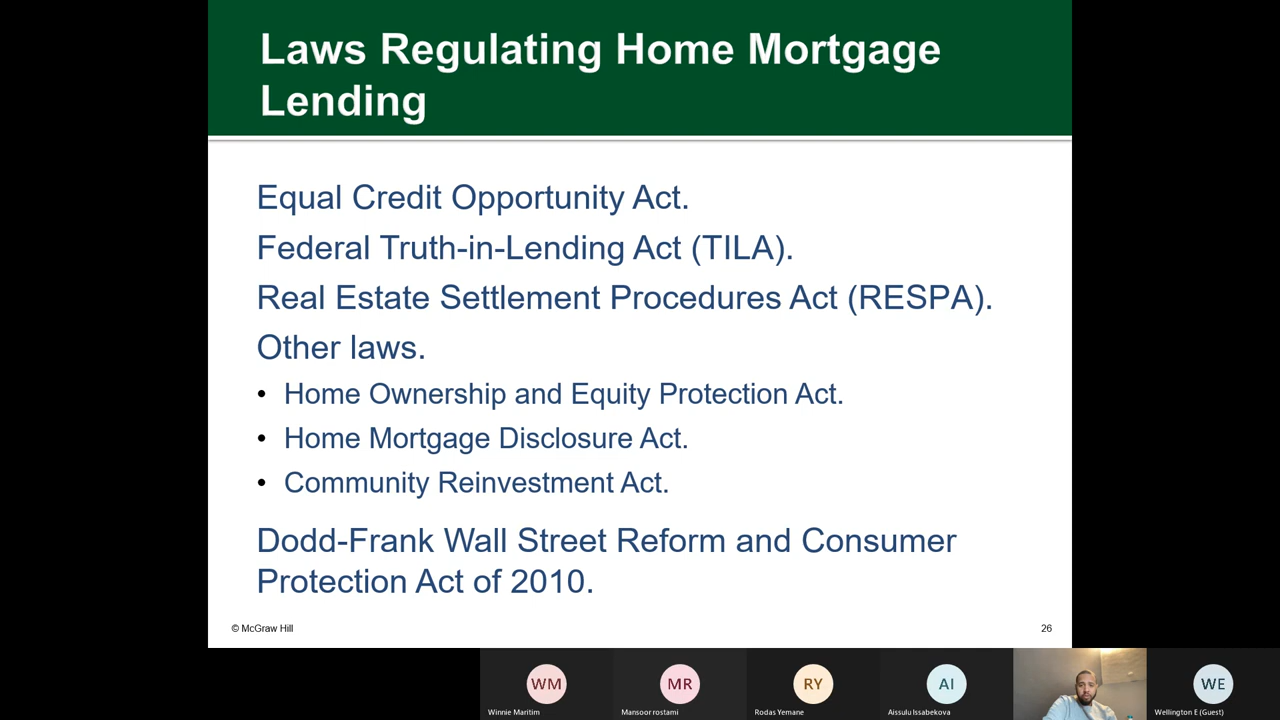 Laws Regulating Home Mortgage
Lending
Equal Credit Opportunity Act.
Federal Truth-in-Lending Act (TILA).
Real Estate Settlement Procedures Act (RESPA).
Other laws.
• Home Ownership and Equity Protection Act.
• Home Mortgage Disclosure Act.
• Community Reinvestment Act.
Dodd-Frank Wall Street Reform and Consumer
Protection Act of 2010.
© McGraw Hill
26
WM
MR
RY
AI
WE
Winnie Maritim
Mansoor rostami
Rodas Yemane
Aissulu Issabekova
Wellington E (Guest)